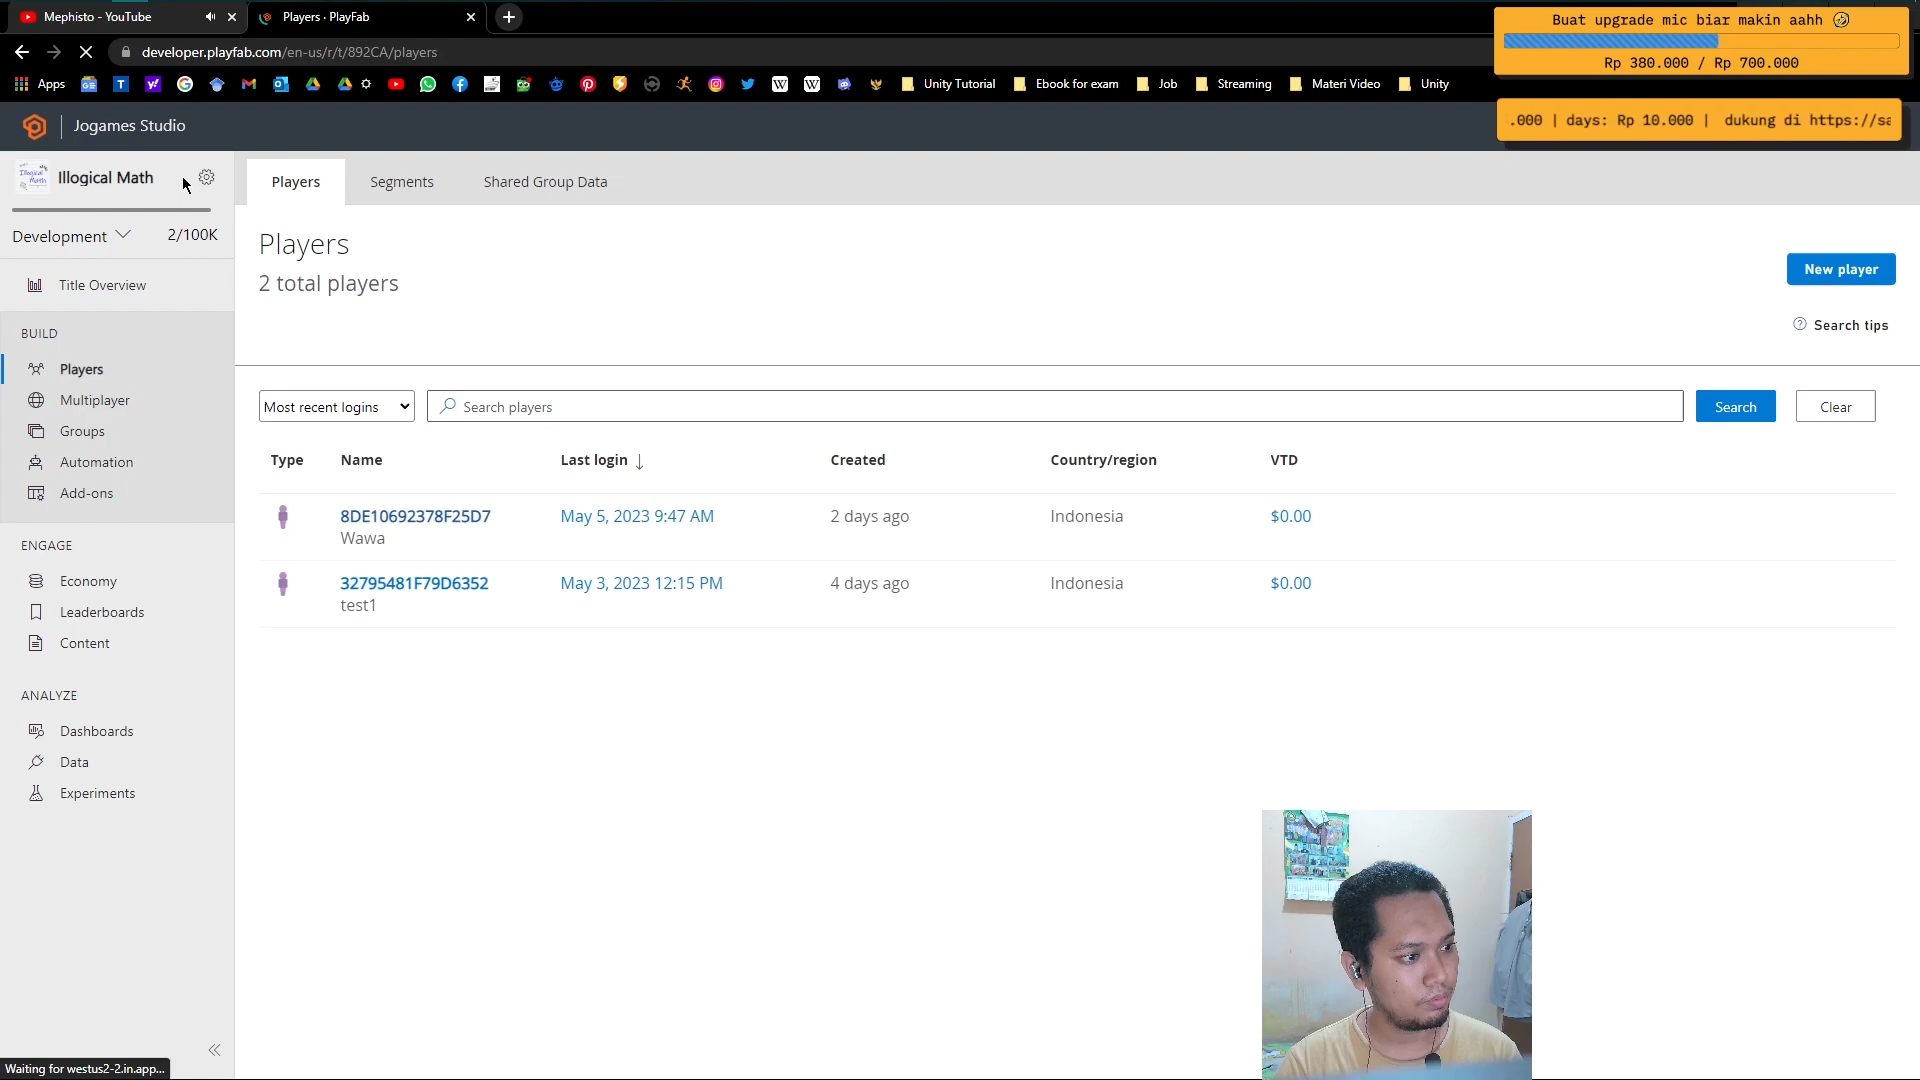 Mephisto - YouTube
Players · PlayFab
developer.playfab.com/en-us/r/t/892CA/players
Apps
Unity Tutorial
Ebook for exam
Job
Streaming
Materi Video
Unity
Buat upgrade mic biar makin aahh 🤣
Rp 380.000 / Rp 700.000
.000 | days: Rp 10.000 | dukung di https://sa
Jogames Studio
Illogical Math
Development
2/100K
Title Overview
BUILD
Players
Multiplayer
Groups
Automation
Add-ons
ENGAGE
Economy
Leaderboards
Content
ANALYZE
Dashboards
Data
Experiments
Players
Segments
Shared Group Data
Players
2 total players
New player
Search tips
Most recent logins
Search players
Search
Clear
Type
Name
Last login ↓
Created
Country/region
VTD
8DE10692378F25D7
Wawa
May 5, 2023 9:47 AM
2 days ago
Indonesia
$0.00
32795481F79D6352
test1
May 3, 2023 12:15 PM
4 days ago
Indonesia
$0.00
Waiting for westus2-2.in.app...